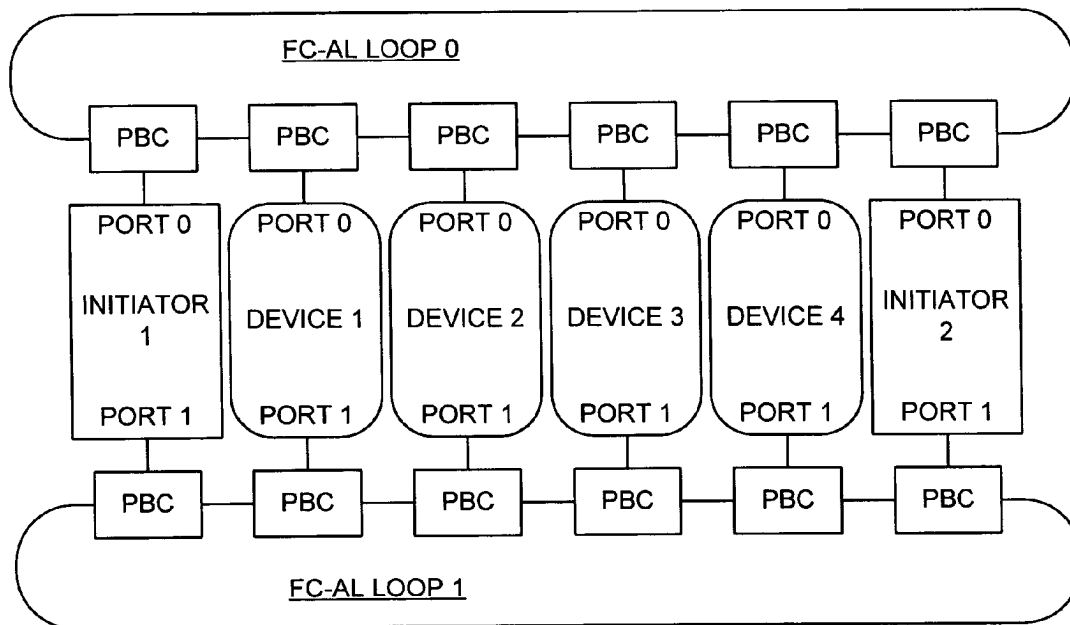 FC-AL LOOP 0
PBC PBC PBC PBC PBC PBC
PORT 0 PORT 0 PORT 0 PORT 0 PORT 0 PORT 0
INITIATOR 1 DEVICE 1 DEVICE 2 DEVICE 3 DEVICE 4 INITIATOR 2
PORT 1 PORT 1 PORT 1 PORT 1 PORT 1 PORT 1
PBC PBC PBC PBC PBC PBC
FC-AL LOOP 1